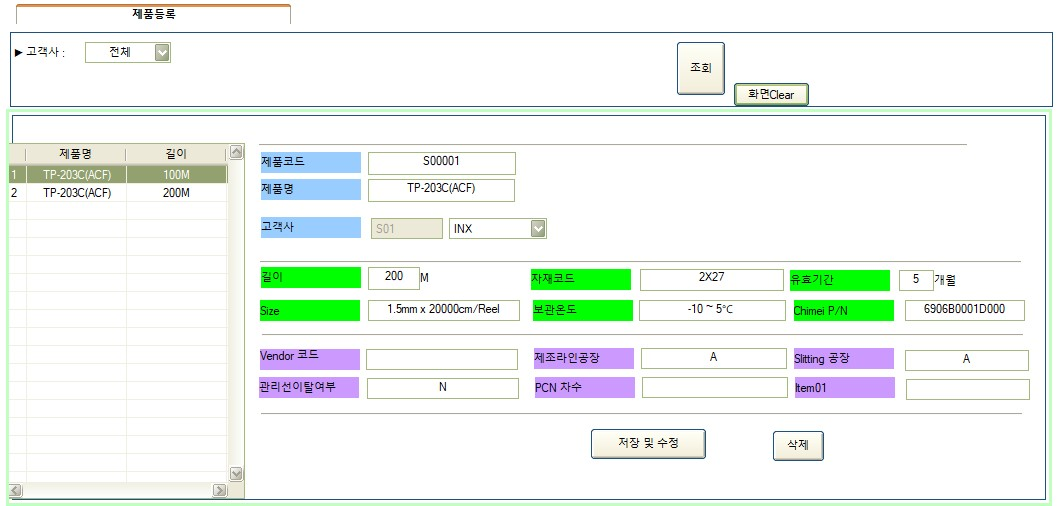 제품등록
▶ 고객사 : 전체
조회
화면Clear
제품명 길이
1 TP-203C(ACF) 100M
2 TP-203C(ACF) 200M
제품코드 S00001
제품명 TP-203C(ACF)
고객사 S01 INX
길이 200 M 자재코드 2X27 유효기간 5 개월
Size 1.5mm x 20000cm/Reel 보관온도 -10 ~ 5℃ Chimei P/N 6906B0001D000
Vendor 코드 제조라인공장 A Slitting 공장 A
관리선이탈여부 N PCN 차수 Item01
저장 및 수정 삭제